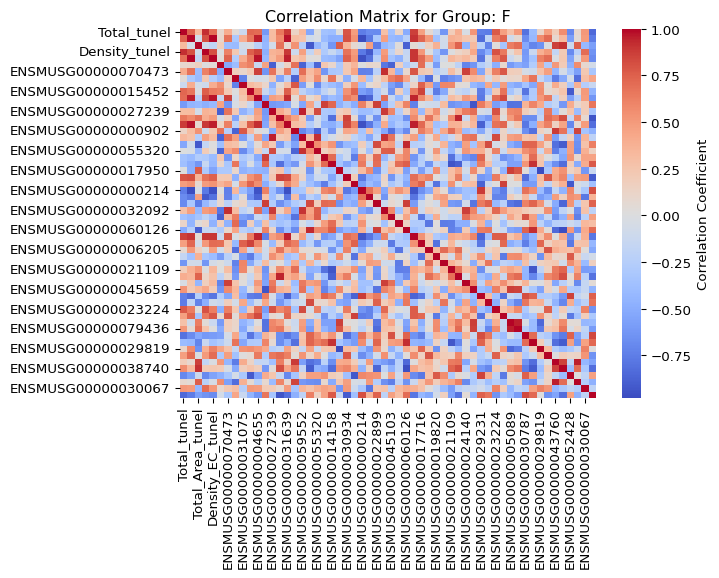 Correlation Matrix for Group: F
Total_tunel
Density_tunel
ENSMUSG00000070473
ENSMUSG00000015452
ENSMUSG00000027239
ENSMUSG00000000902
ENSMUSG00000055320
ENSMUSG00000017950
ENSMUSG00000000214
ENSMUSG00000032092
ENSMUSG00000060126
ENSMUSG00000006205
ENSMUSG00000021109
ENSMUSG00000045659
ENSMUSG00000023224
ENSMUSG00000079436
ENSMUSG00000029819
ENSMUSG00000038740
ENSMUSG00000030067
Total_tunel
Total_Area_tunel
Density_EC_tunel
ENSMUSG00000070473
ENSMUSG00000031075
ENSMUSG00000004655
ENSMUSG00000027239
ENSMUSG00000031639
ENSMUSG00000059552
ENSMUSG00000055320
ENSMUSG00000014158
ENSMUSG00000030934
ENSMUSG00000000214
ENSMUSG00000022899
ENSMUSG00000045103
ENSMUSG00000060126
ENSMUSG00000017716
ENSMUSG00000019820
ENSMUSG00000021109
ENSMUSG00000024140
ENSMUSG00000029231
ENSMUSG00000023224
ENSMUSG00000005089
ENSMUSG00000030787
ENSMUSG00000029819
ENSMUSG00000043760
ENSMUSG00000052428
ENSMUSG00000030067
1.00
0.75
0.50
0.25
0.00
−0.25
−0.50
−0.75
Correlation Coefficient